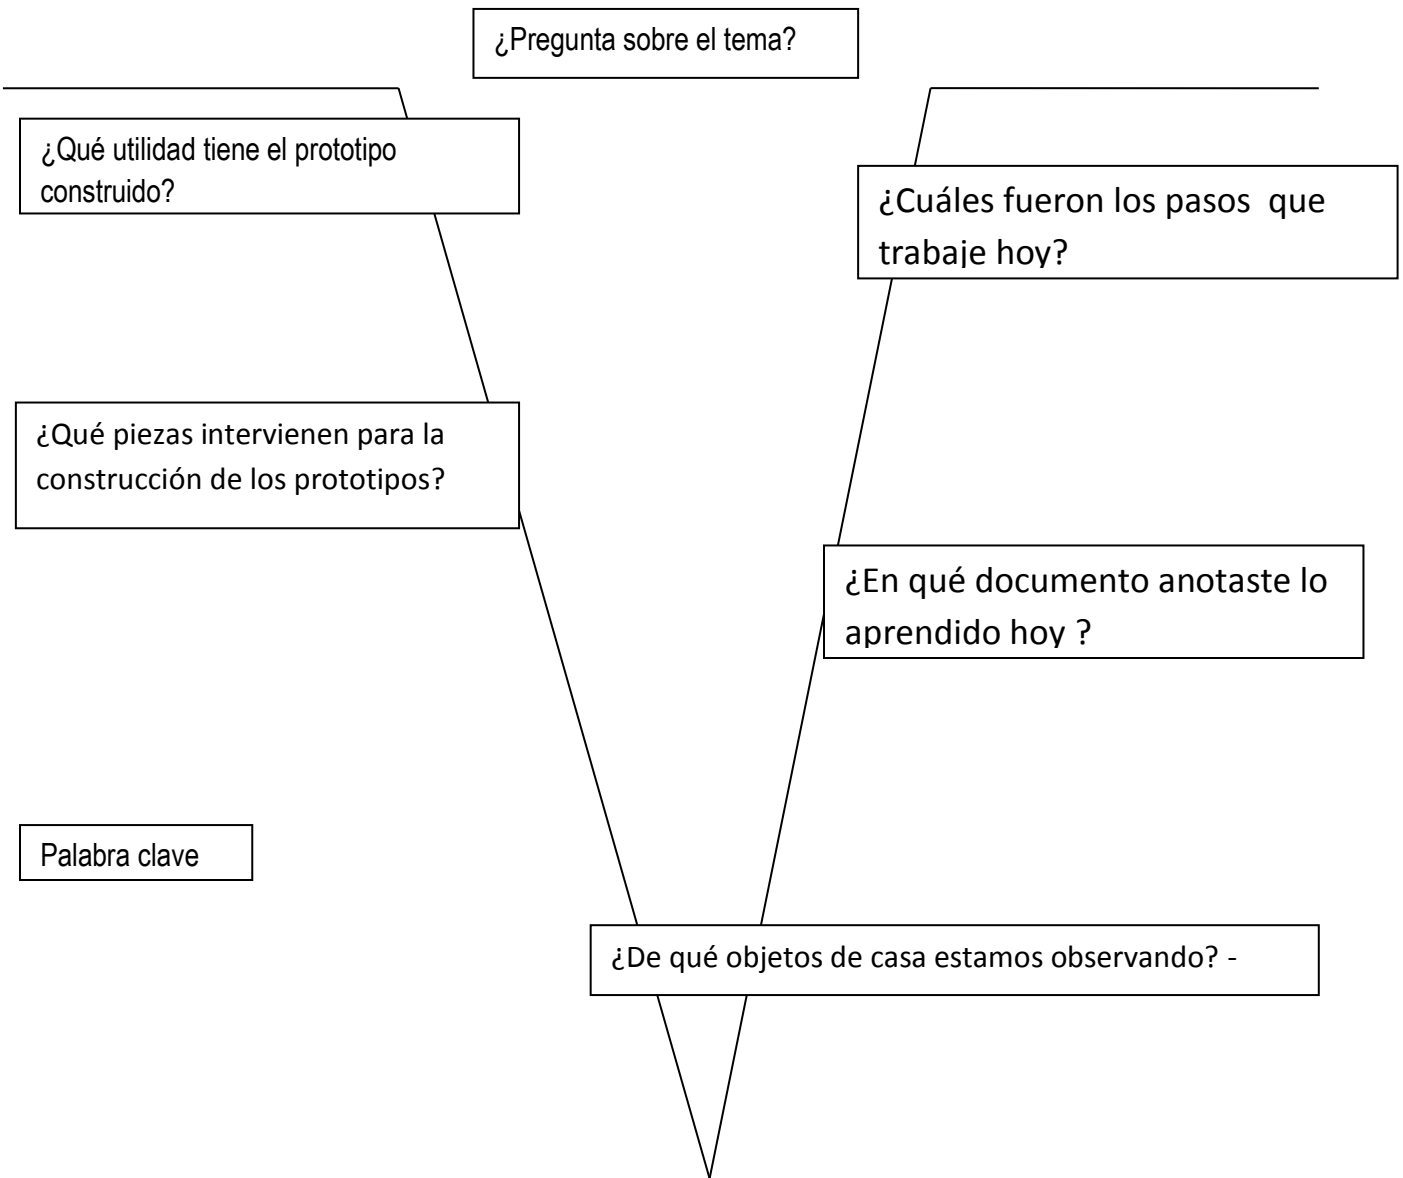 ¿Pregunta sobre el tema?
¿Qué utilidad tiene el prototipo
construido?
¿Cuáles fueron los pasos  que
trabaje hoy?
¿Qué piezas intervienen para la
construcción de los prototipos?
¿En qué documento anotaste lo
aprendido hoy ?
Palabra clave
¿De qué objetos de casa estamos observando? -